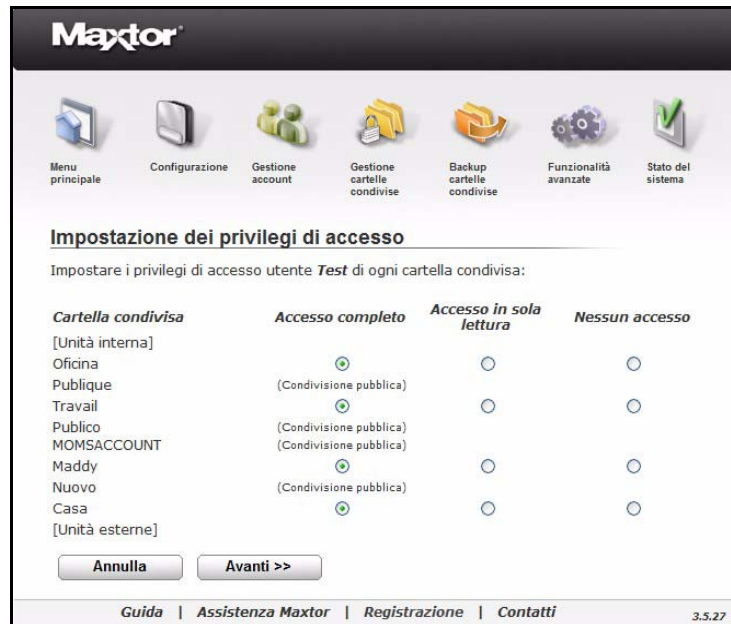 Maxtor
Menu principale
Configurazione
Gestione account
Gestione cartelle condivise
Backup cartelle condivise
Funzionalità avanzate
Stato del sistema
Impostazione dei privilegi di accesso
Impostare i privilegi di accesso utente Test di ogni cartella condivisa:
Cartella condivisa Accesso completo Accesso in sola lettura Nessun accesso
[Unità interna]
Oficina
Publique (Condivisione pubblica)
Travail
Publico (Condivisione pubblica)
MOMSACCOUNT (Condivisione pubblica)
Maddy
Nuovo (Condivisione pubblica)
Casa
[Unità esterne]
Annulla Avanti >>
Guida | Assistenza Maxtor | Registrazione | Contatti 3.5.27